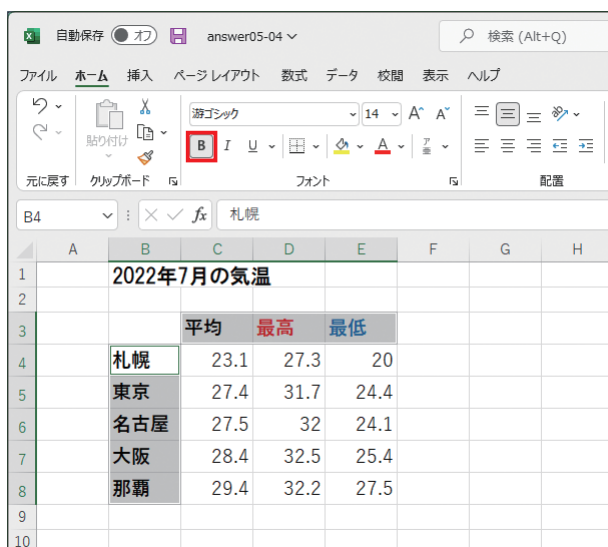 自動保存 オフ answer05-04 検索 (Alt+Q)
ファイル ホーム 挿入 ページ レイアウト 数式 データ 校閲 表示 ヘルプ
游ゴシック 14 A^ A˅
貼り付け B I U A ア亜
元に戻す クリップボード フォント 配置
B4 fx 札幌
A B C D E F G H
1 2022年7月の気温
2
3 平均 最高 最低
4 札幌 23.1 27.3 20
5 東京 27.4 31.7 24.4
6 名古屋 27.5 32 24.1
7 大阪 28.4 32.5 25.4
8 那覇 29.4 32.2 27.5
9
10